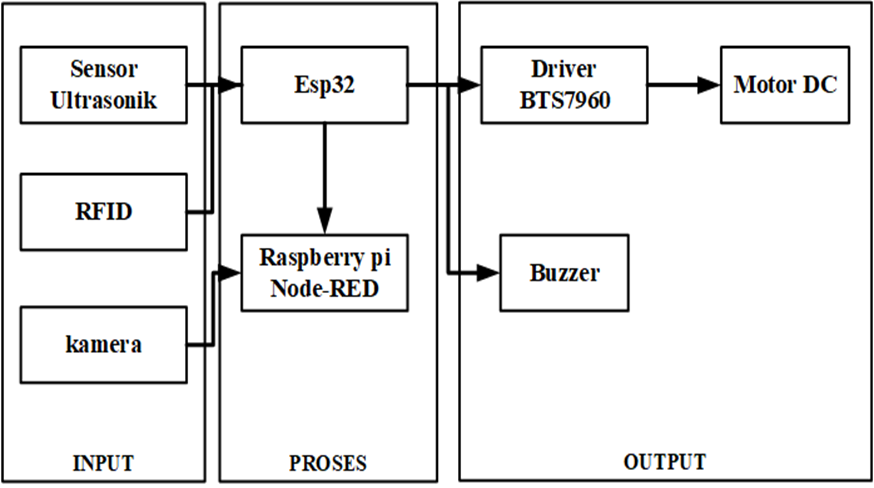 Sensor
Ultrasonik
RFID
kamera
INPUT
Esp32
Raspberry pi
Node-RED
PROSES
Driver
BTS7960
Motor DC
Buzzer
OUTPUT